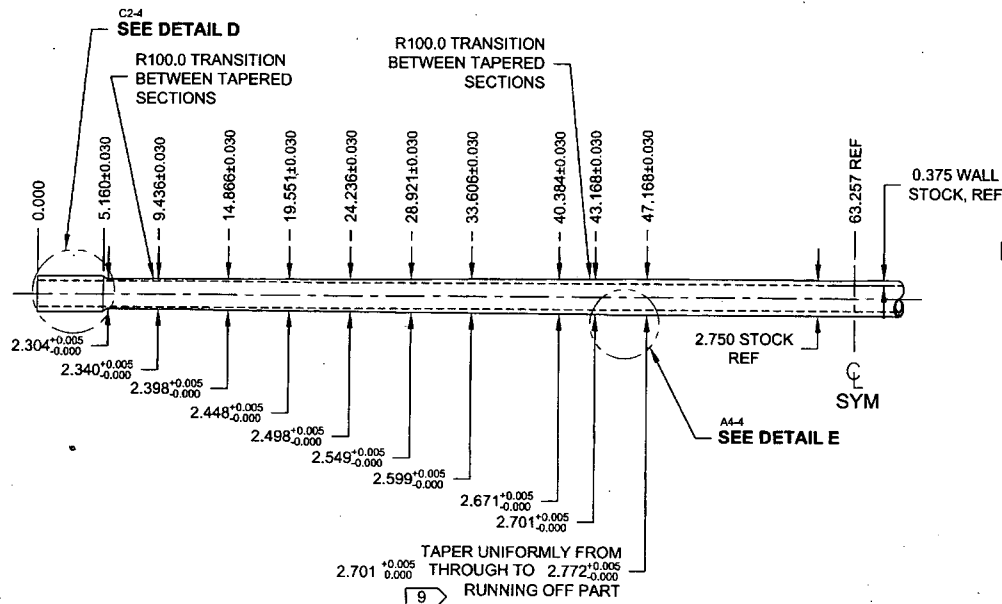 C2-4
SEE DETAIL D
R100.0 TRANSITION
BETWEEN TAPERED
SECTIONS
R100.0 TRANSITION
BETWEEN TAPERED
SECTIONS
0.000
5.160±0.030
9.436±0.030
14.866±0.030
19.551±0.030
24.236±0.030
28.921±0.030
33.606±0.030
40.384±0.030
43.168±0.030
47.168±0.030
63.257 REF
0.375 WALL
STOCK, REF
2.304 +0.005 -0.000
2.340 +0.005 -0.000
2.398 +0.005 -0.000
2.448 +0.005 -0.000
2.498 +0.005 -0.000
2.549 +0.005 -0.000
2.599 +0.005 -0.000
2.671 +0.005 -0.000
2.701 +0.005 -0.000
2.750 STOCK
REF
℄
SYM
A4-4
SEE DETAIL E
TAPER UNIFORMLY FROM
2.701 +0.005 0.000 THROUGH TO 2.772 +0.005 -0.000
9 RUNNING OFF PART